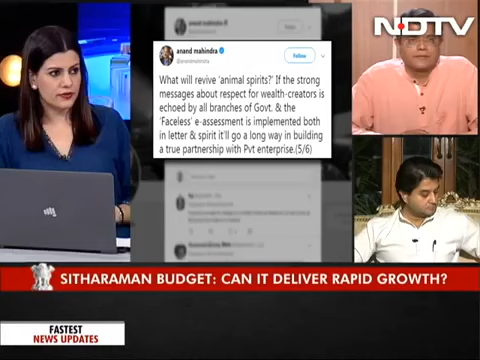 NDTV
anand mahindra
anand mahindra
@anandmahindra
Follow
What will revive 'animal spirits?' If the strong
messages about respect for wealth-creators is
echoed by all branches of Govt. & the
'Faceless' e-assessment is implemented both
in letter & spirit it'll go a long way in building
a true partnership with Pvt enterprise.(5/6)
SITHARAMAN BUDGET: CAN IT DELIVER RAPID GROWTH?
FASTEST
NEWS UPDATES